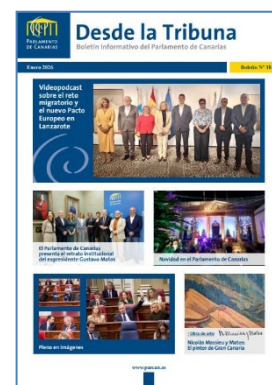 PARLAMENTO
DE CANARIAS
Desde la Tribuna
Boletín Informativo del Parlamento de Canarias
Enero 2026
Boletín Nº 18
Videopodcast
sobre el reto
migratorio y
el nuevo Pacto
Europeo en
Lanzarote
El Parlamento de Canarias
presenta el retrato institucional
del expresidente Gustavo Matos
Navidad en el Parlamento de Canarias
Pleno en imágenes
Nicolás Massieu y Matos
El pintor de Gran Canaria
www.parcan.es